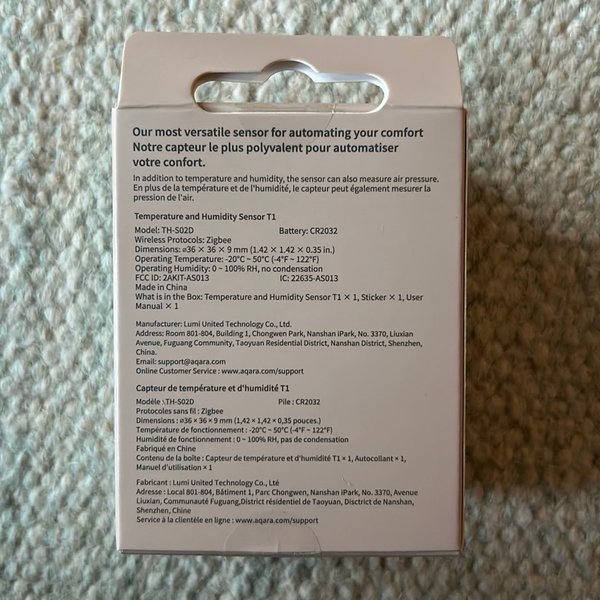 Our most versatile sensor for automating your comfort
Notre capteur le plus polyvalent pour automatiser
votre confort.
In addition to temperature and humidity, the sensor can also measure air pressure.
En plus de la température et de l'humidité, le capteur peut également mesurer la
pression de l'air.
Temperature and Humidity Sensor T1
Model: TH-S02D Battery: CR2032
Wireless Protocols: Zigbee
Dimensions: ⌀36 × 36 × 9 mm (1.42 × 1.42 × 0.35 in.)
Operating Temperature: -20°C ~ 50°C (-4°F ~ 122°F)
Operating Humidity: 0 ~ 100% RH, no condensation
FCC ID: 2AKIT-AS013 IC: 22635-AS013
Made in China
What is in the Box: Temperature and Humidity Sensor T1 × 1, Sticker × 1, User
Manual × 1
Manufacturer: Lumi United Technology Co., Ltd.
Address: Room 801-804, Building 1, Chongwen Park, Nanshan iPark, No. 3370, Liuxian
Avenue, Fuguang Community, Taoyuan Residential District, Nanshan District, Shenzhen,
China.
Email: support@aqara.com
Online Customer Service : www.aqara.com/support
Capteur de température et d'humidité T1
Modèle \TH-S02D Pile : CR2032
Protocoles sans fil : Zigbee
Dimensions : ⌀36 × 36 × 9 mm (1,42 × 1,42 × 0,35 pouces.)
Température de fonctionnement : -20°C ~ 50°C (-4°F ~ 122°F)
Humidité de fonctionnement : 0 ~ 100% RH, pas de condensation
Fabriqué en Chine
Contenu de la boîte : Capteur de température et d'humidité T1 × 1, Autocollant × 1,
Manuel d'utilisation × 1
Fabricant : Lumi United Technology Co., Lté
Adresse : Local 801-804, Bâtiment 1, Parc Chongwen, Nanshan iPark, No. 3370, Avenue
Liuxian, Communauté Fuguang,District résidentiel de Taoyuan, Disctrict de Nanshan,
Shenzhen, Chine
Service à la clientèle en ligne : www.aqara.com/support